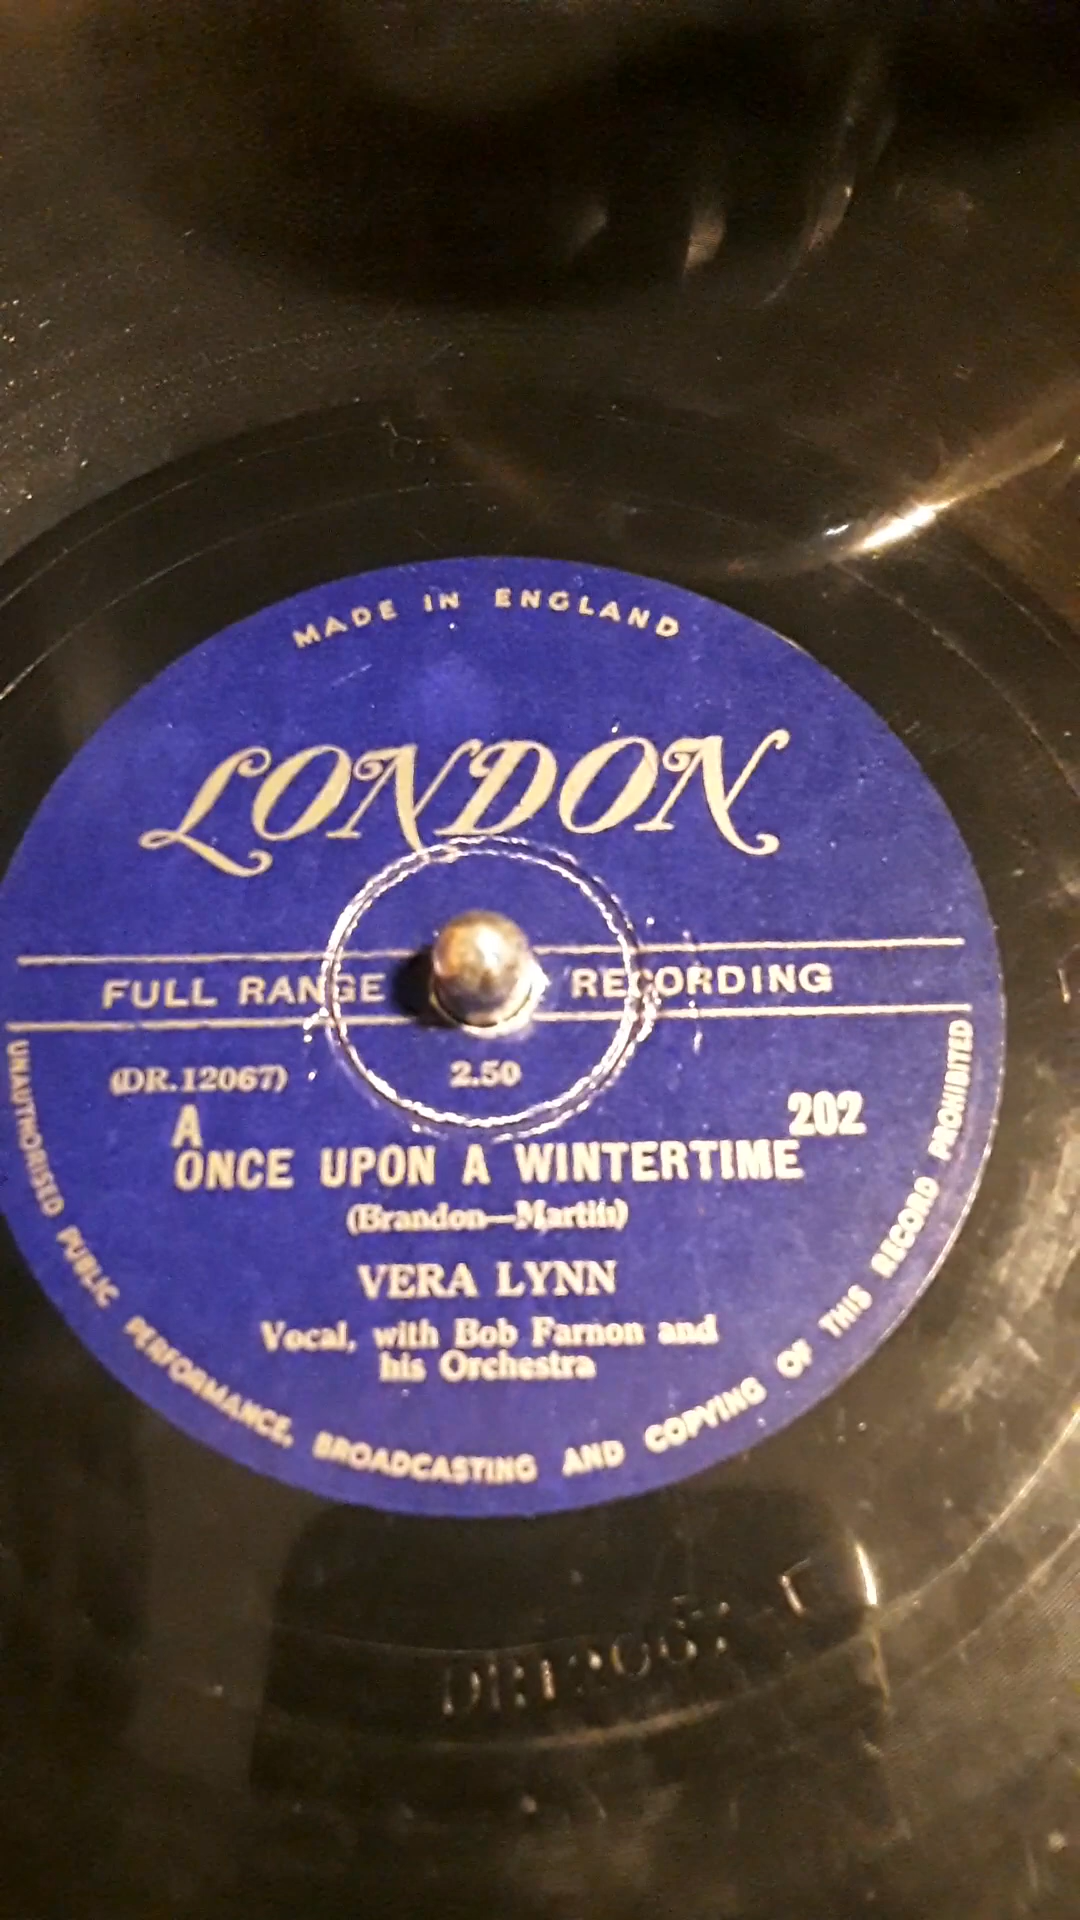 MADE IN ENGLAND
LONDON
FULL RANGE RECORDING
(DR.12067) 2.50
A 202
ONCE UPON A WINTERTIME
(Brandon—Martin)
VERA LYNN
Vocal, with Bob Farnon and
his Orchestra
UNAUTHORISED PUBLIC PERFORMANCE, BROADCASTING AND COPYING OF THIS RECORD PROHIBITED